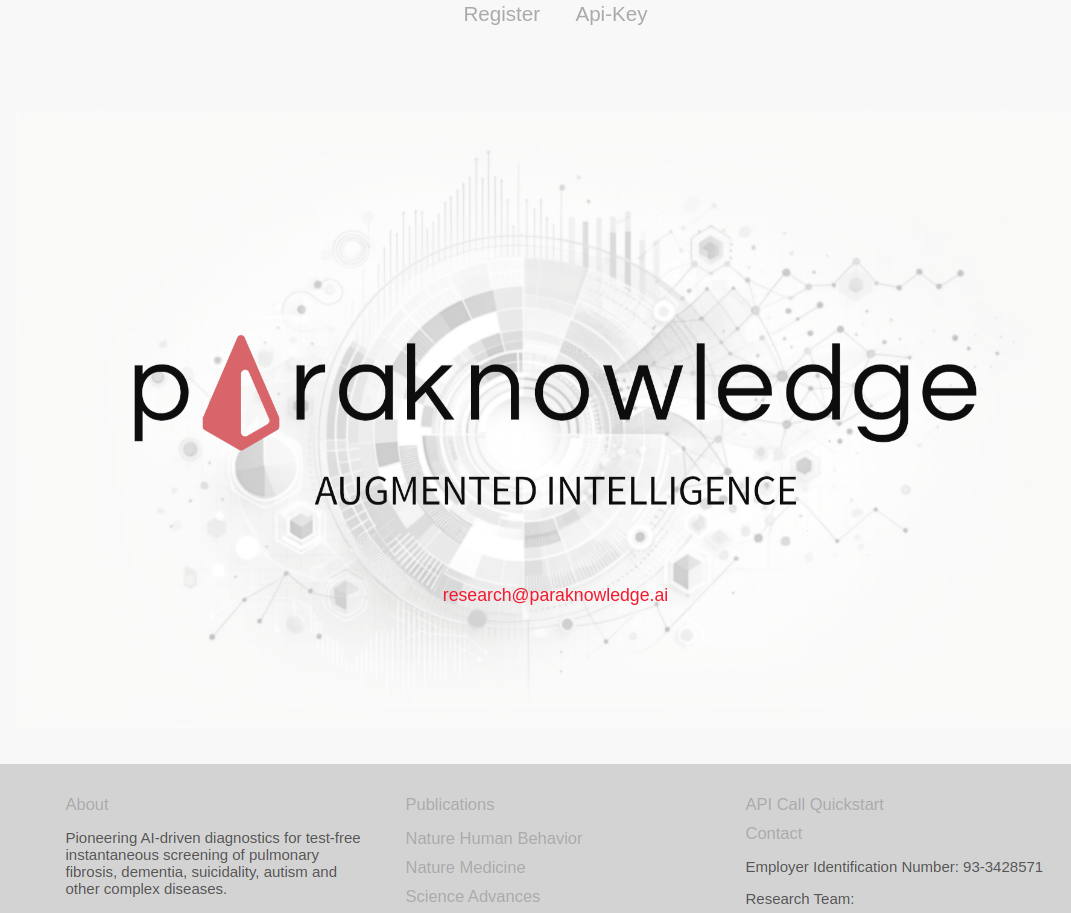 Register Api-Key
paraknowledge
AUGMENTED INTELLIGENCE
research@paraknowledge.ai
About
Pioneering AI-driven diagnostics for test-free
instantaneous screening of pulmonary
fibrosis, dementia, suicidality, autism and
other complex diseases.
Publications
Nature Human Behavior
Nature Medicine
Science Advances
API Call Quickstart
Contact
Employer Identification Number: 93-3428571
Research Team: